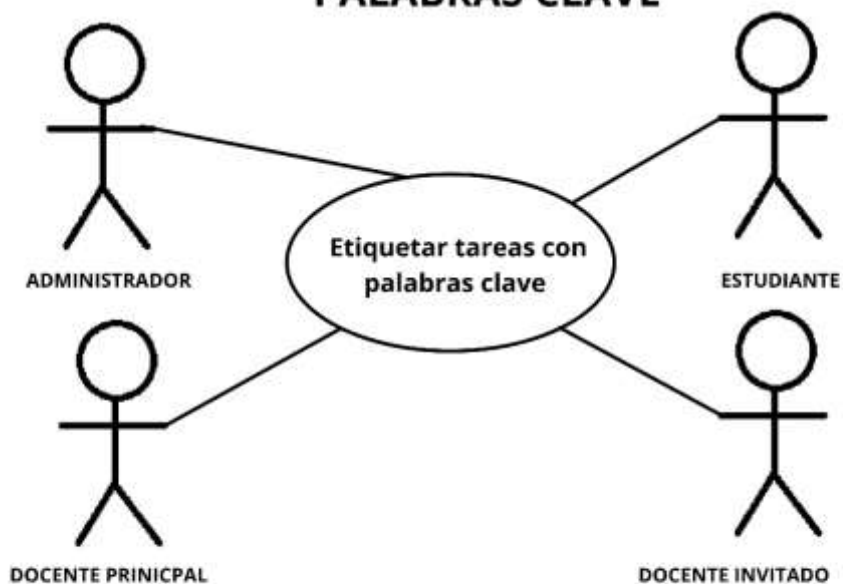 PALABRAS CLAVE
Etiquetar tareas con
palabras clave
ADMINISTRADOR
ESTUDIANTE
DOCENTE PRINICPAL
DOCENTE INVITADO